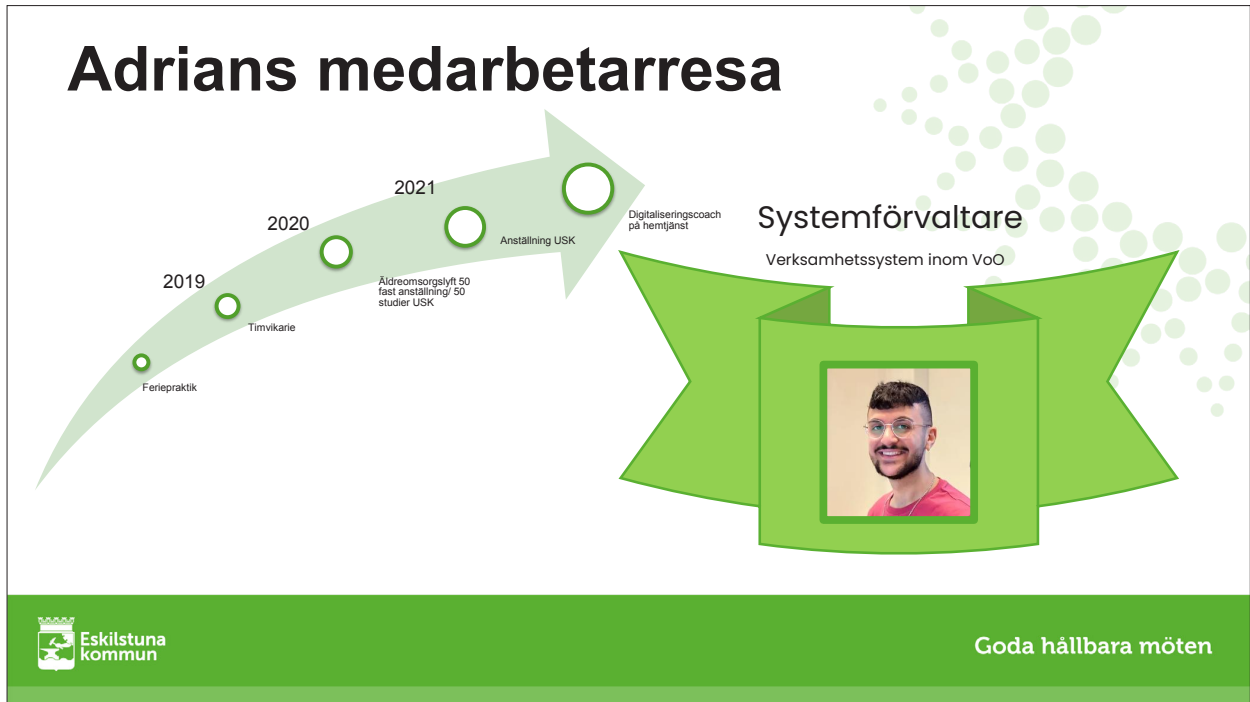 Adrians medarbetarresa
2021
2020
2019
Feriepraktik
Timvikarie
Äldreomsorgslyft 50
fast anställning/ 50
studier USK
Anställning USK
Digitaliseringscoach
på hemtjänst
Systemförvaltare
Verksamhetssystem inom VoO
Eskilstuna
kommun
Goda hållbara möten